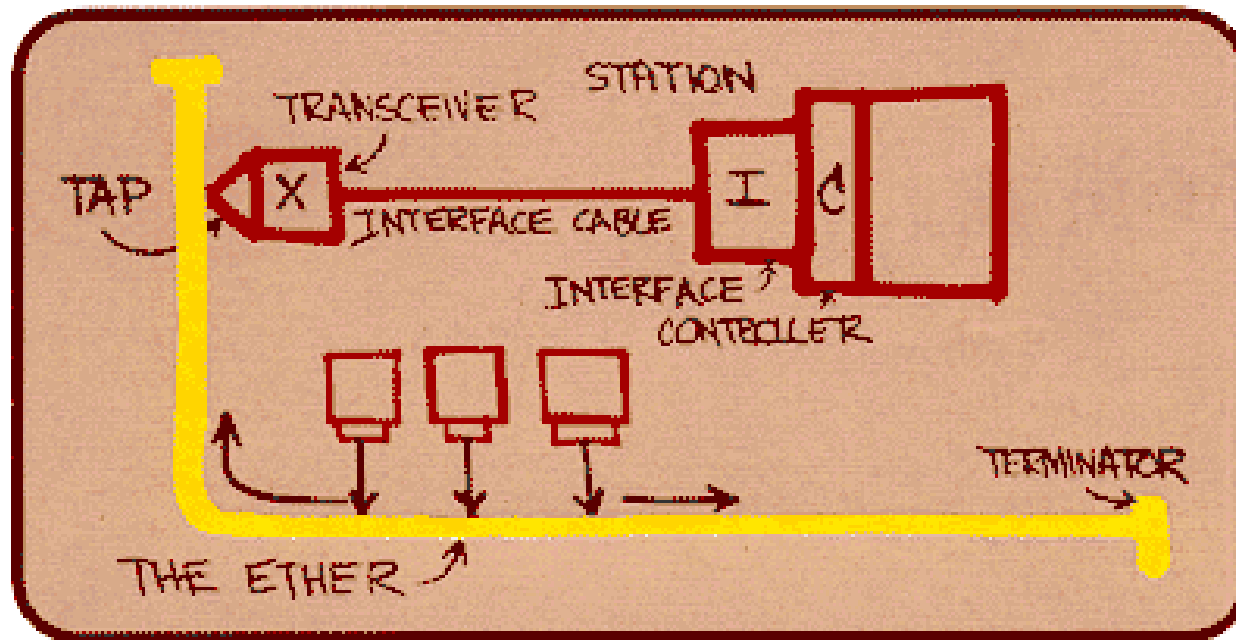 STATION
TRANSCEIVER
TAP
X
I
C
INTERFACE CABLE
INTERFACE
CONTROLLER
TERMINATOR
THE ETHER